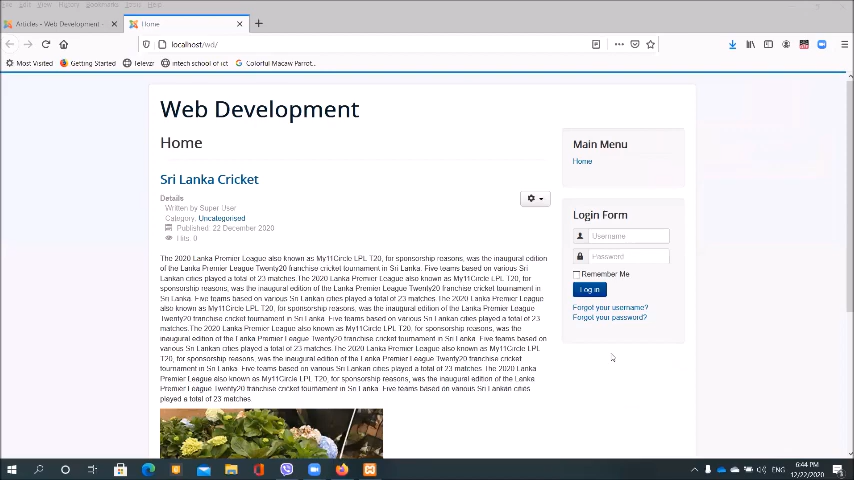 File Edit View History Bookmarks Tools Help
Articles - Web Development -
Home
localhost/wd/
Most Visited Getting Started Televzr intech school of ict Colorful Macaw Parrot...
Web Development
Home
Sri Lanka Cricket
Details
Written by Super User
Category: Uncategorised
Published: 22 December 2020
Hits: 0
The 2020 Lanka Premier League also known as My11Circle LPL T20, for sponsorship reasons, was the inaugural edition
of the Lanka Premier League Twenty20 franchise cricket tournament in Sri Lanka. Five teams based on various Sri
Lankan cities played a total of 23 matches.The 2020 Lanka Premier League also known as My11Circle LPL T20, for
sponsorship reasons, was the inaugural edition of the Lanka Premier League Twenty20 franchise cricket tournament in
Sri Lanka. Five teams based on various Sri Lankan cities played a total of 23 matches.The 2020 Lanka Premier League
also known as My11Circle LPL T20, for sponsorship reasons, was the inaugural edition of the Lanka Premier League
Twenty20 franchise cricket tournament in Sri Lanka. Five teams based on various Sri Lankan cities played a total of 23
matches.The 2020 Lanka Premier League also known as My11Circle LPL T20, for sponsorship reasons, was the
inaugural edition of the Lanka Premier League Twenty20 franchise cricket tournament in Sri Lanka. Five teams based on
various Sri Lankan cities played a total of 23 matches.The 2020 Lanka Premier League also known as My11Circle LPL
T20, for sponsorship reasons, was the inaugural edition of the Lanka Premier League Twenty20 franchise cricket
tournament in Sri Lanka. Five teams based on various Sri Lankan cities played a total of 23 matches. The 2020 Lanka
Premier League also known as My11Circle LPL T20, for sponsorship reasons, was the inaugural edition of the Lanka
Premier League Twenty20 franchise cricket tournament in Sri Lanka. Five teams based on various Sri Lankan cities
played a total of 23 matches.
Main Menu
Home
Login Form
Username
Password
Remember Me
Log in
Forgot your username?
Forgot your password?
ENG
6:44 PM
12/22/2020